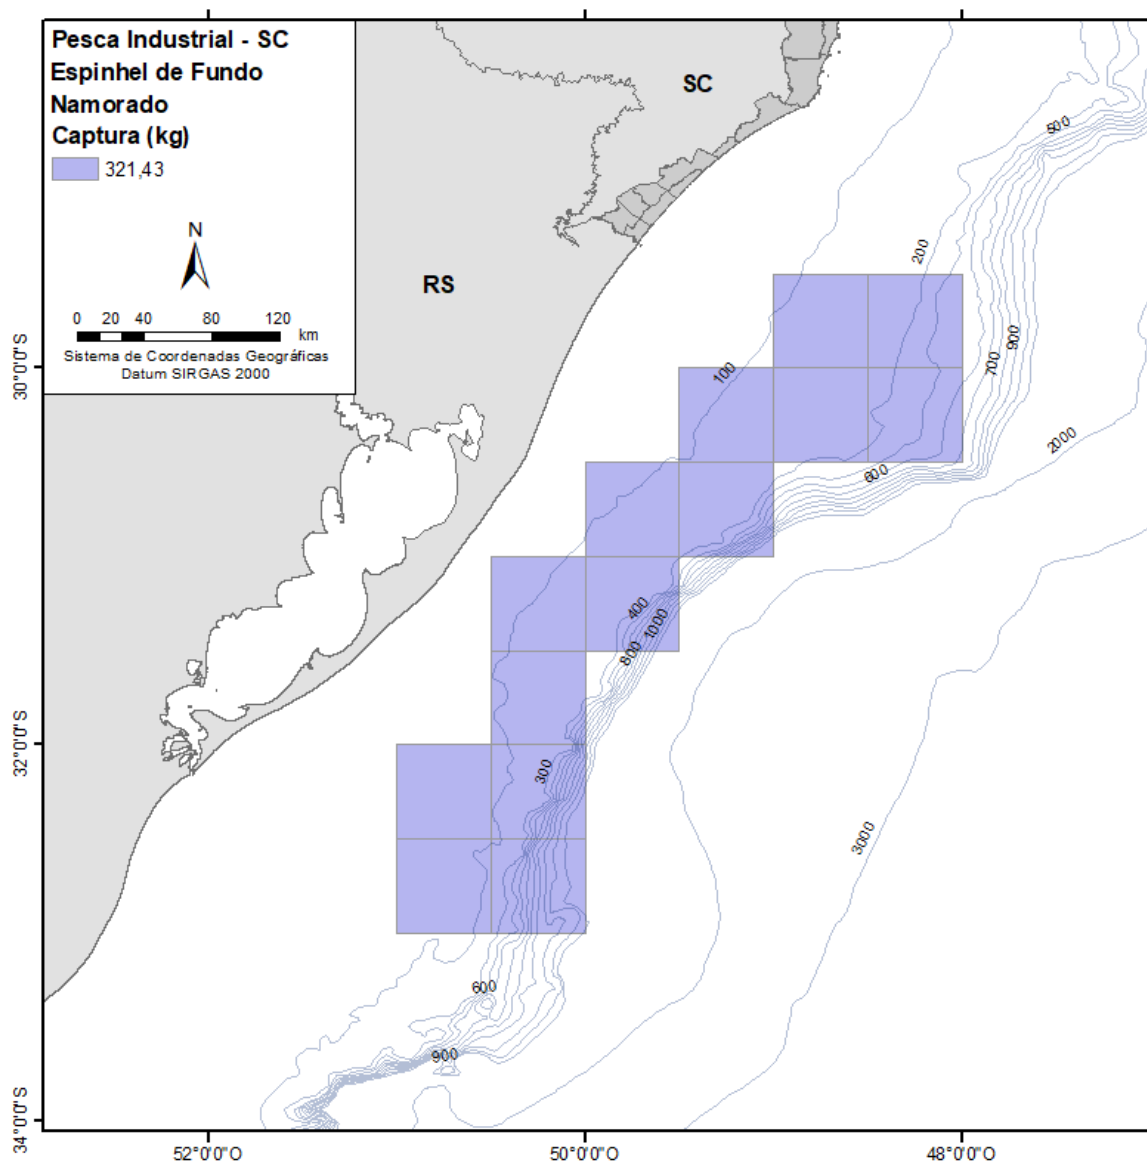 Pesca Industrial - SC
Espinhel de Fundo
Namorado
Captura (kg)
321,43
N
0 20 40 80 120
km
Sistema de Coordenadas Geográficas
Datum SIRGAS 2000
SC
RS
500
200
900
700
100
2000
600
400
1000
800
300
3000
600
900
30°0'0"S
32°0'0"S
34°0'0"S
52°0'0"O
50°0'0"O
48°0'0"O